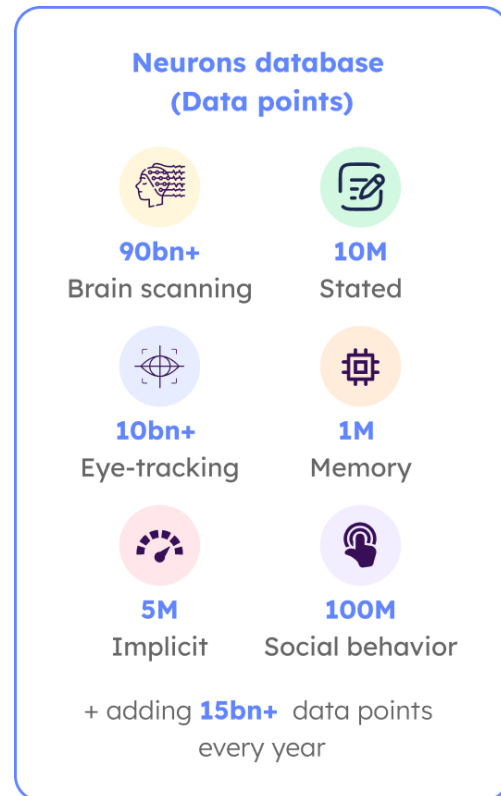 Neurons database
(Data points)
90bn+
Brain scanning
10M
Stated
10bn+
Eye-tracking
1M
Memory
5M
Implicit
100M
Social behavior
+ adding 15bn+ data points
every year